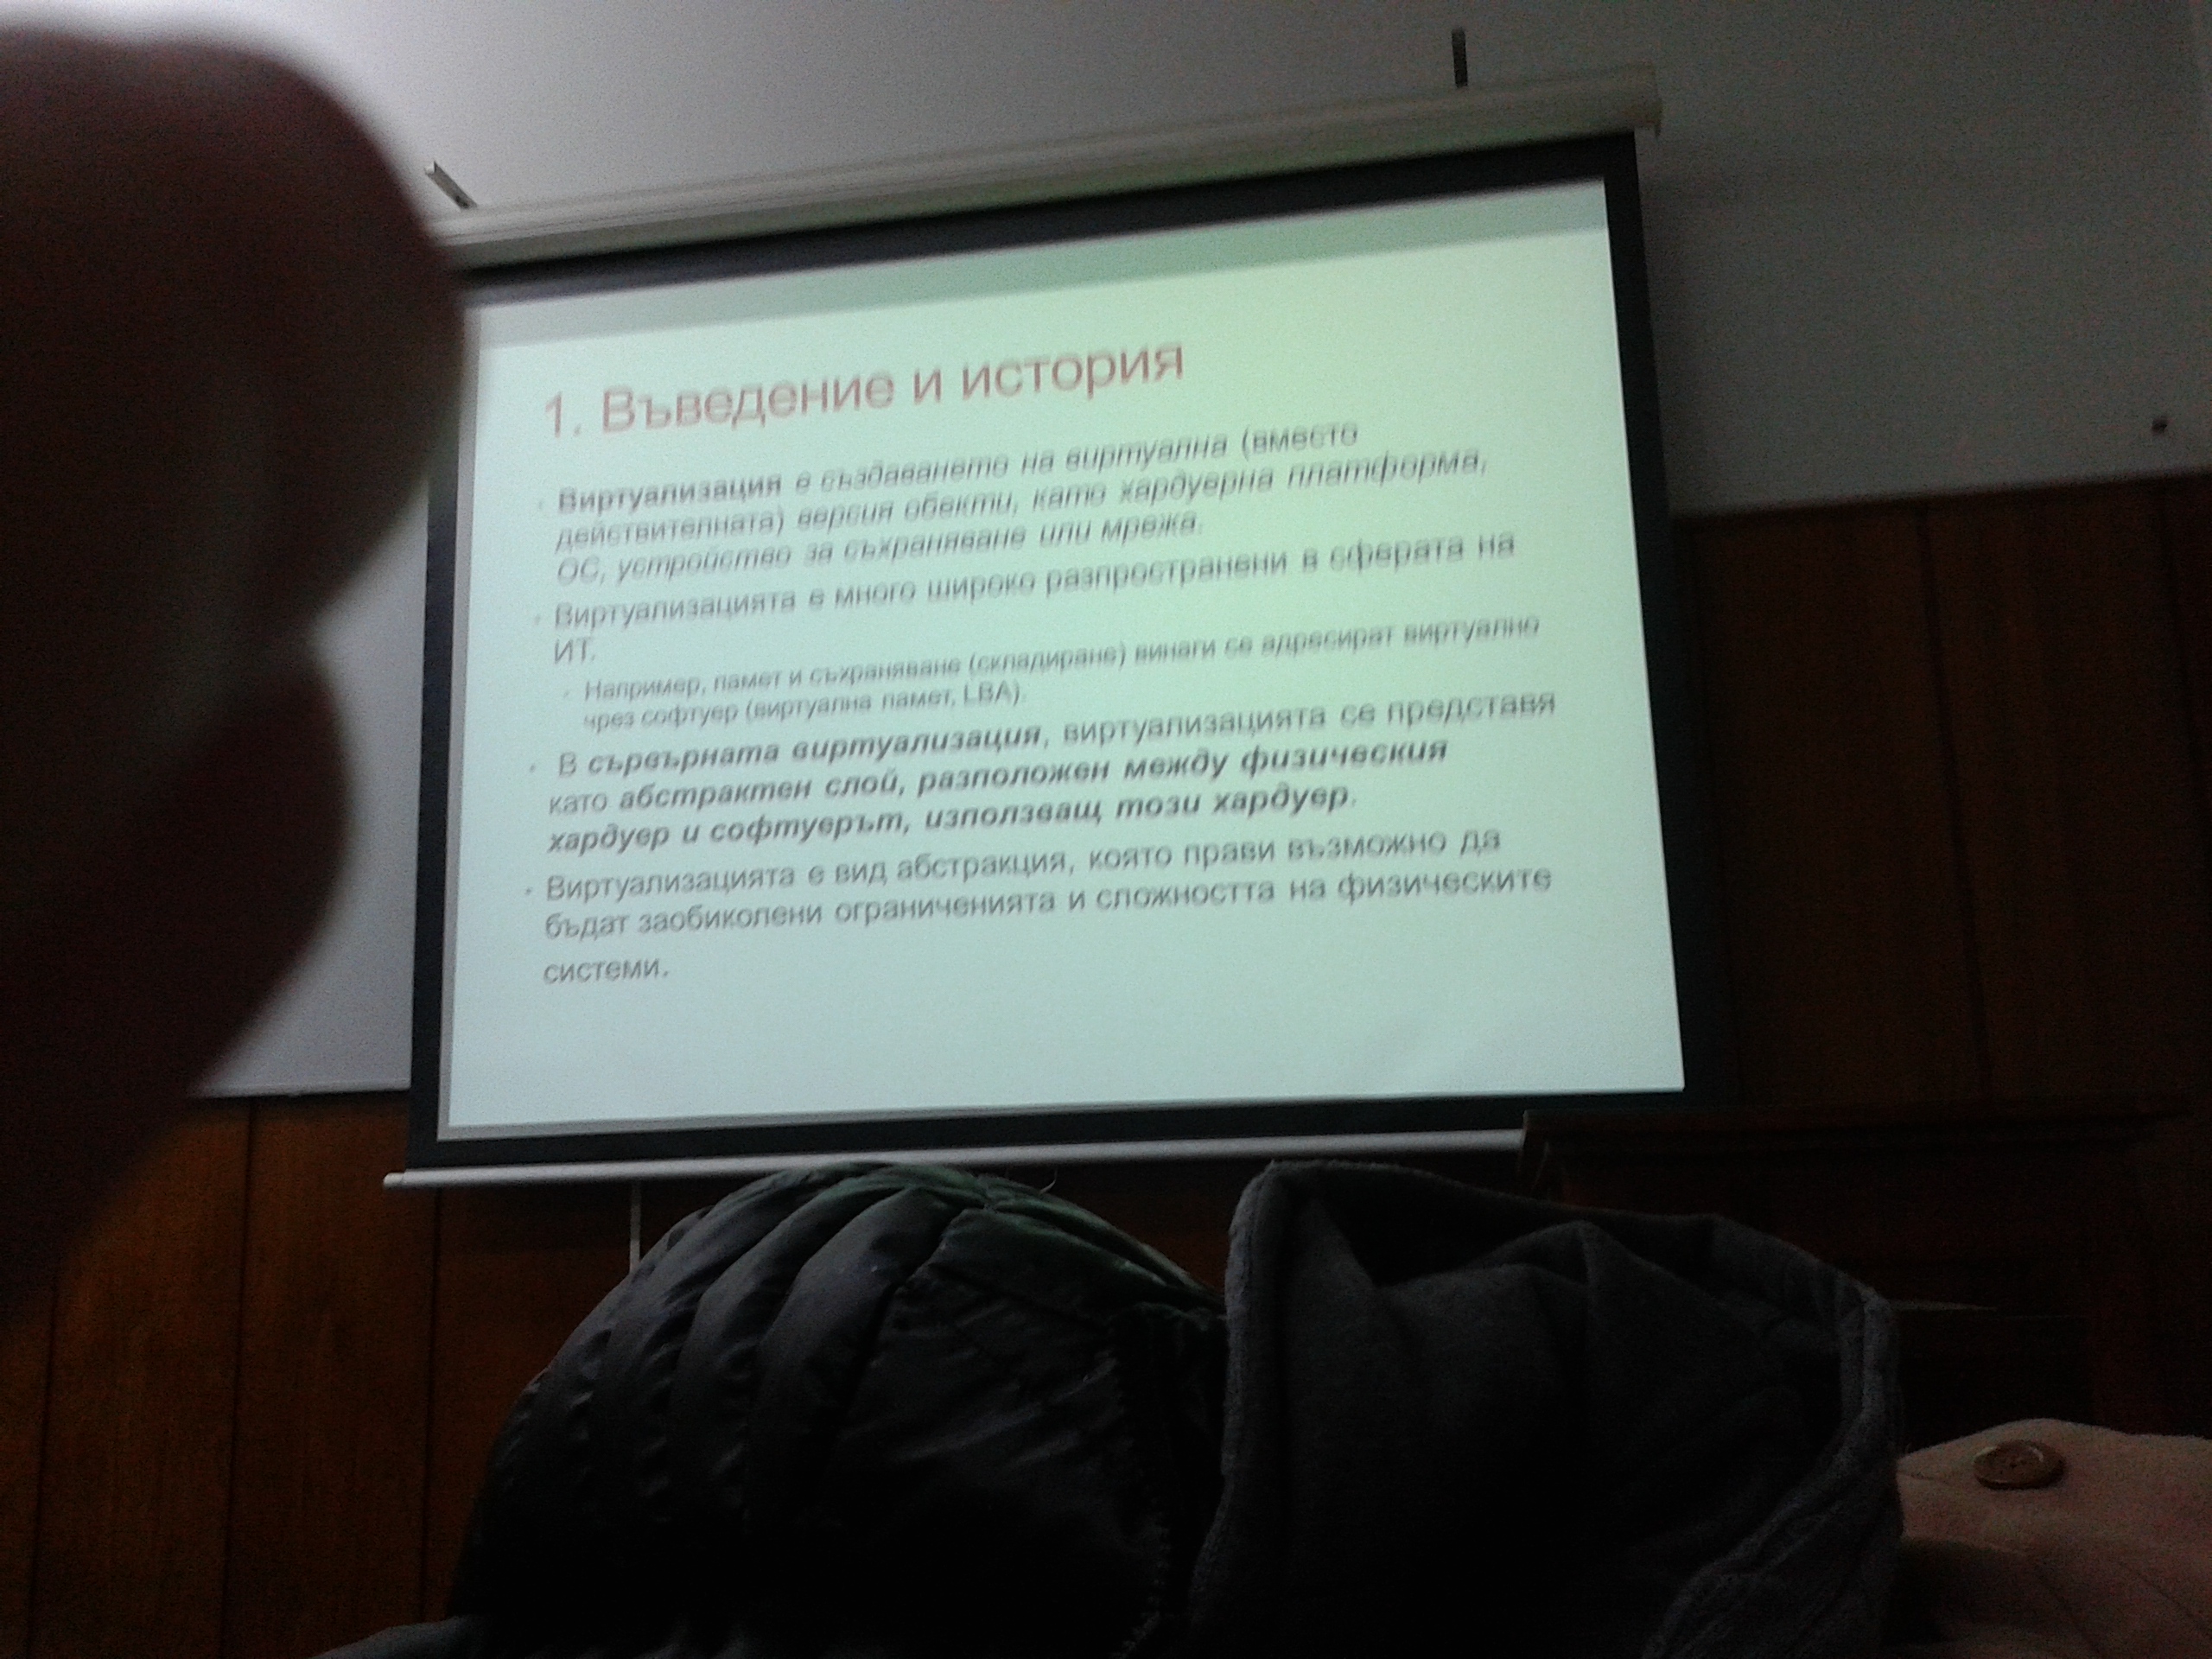 1. Въведение и история
Виртуализация е създаването на виртуална (вместо
действителната) версия обекти, като хардуерна платформа,
ОС, устройство за съхраняване или мрежа.
Виртуализацията е много широко разпространени в сферата на
ИТ.
Например, памет и съхраняване (складиране) винаги се адресират виртуално
чрез софтуер (виртуална памет, LBA).
В сървърната виртуализация, виртуализацията се представя
като абстрактен слой, разположен между физическия
хардуер и софтуерът, използващ този хардуер.
Виртуализацията е вид абстракция, която прави възможно да
бъдат заобиколени ограниченията и сложността на физическите
системи.